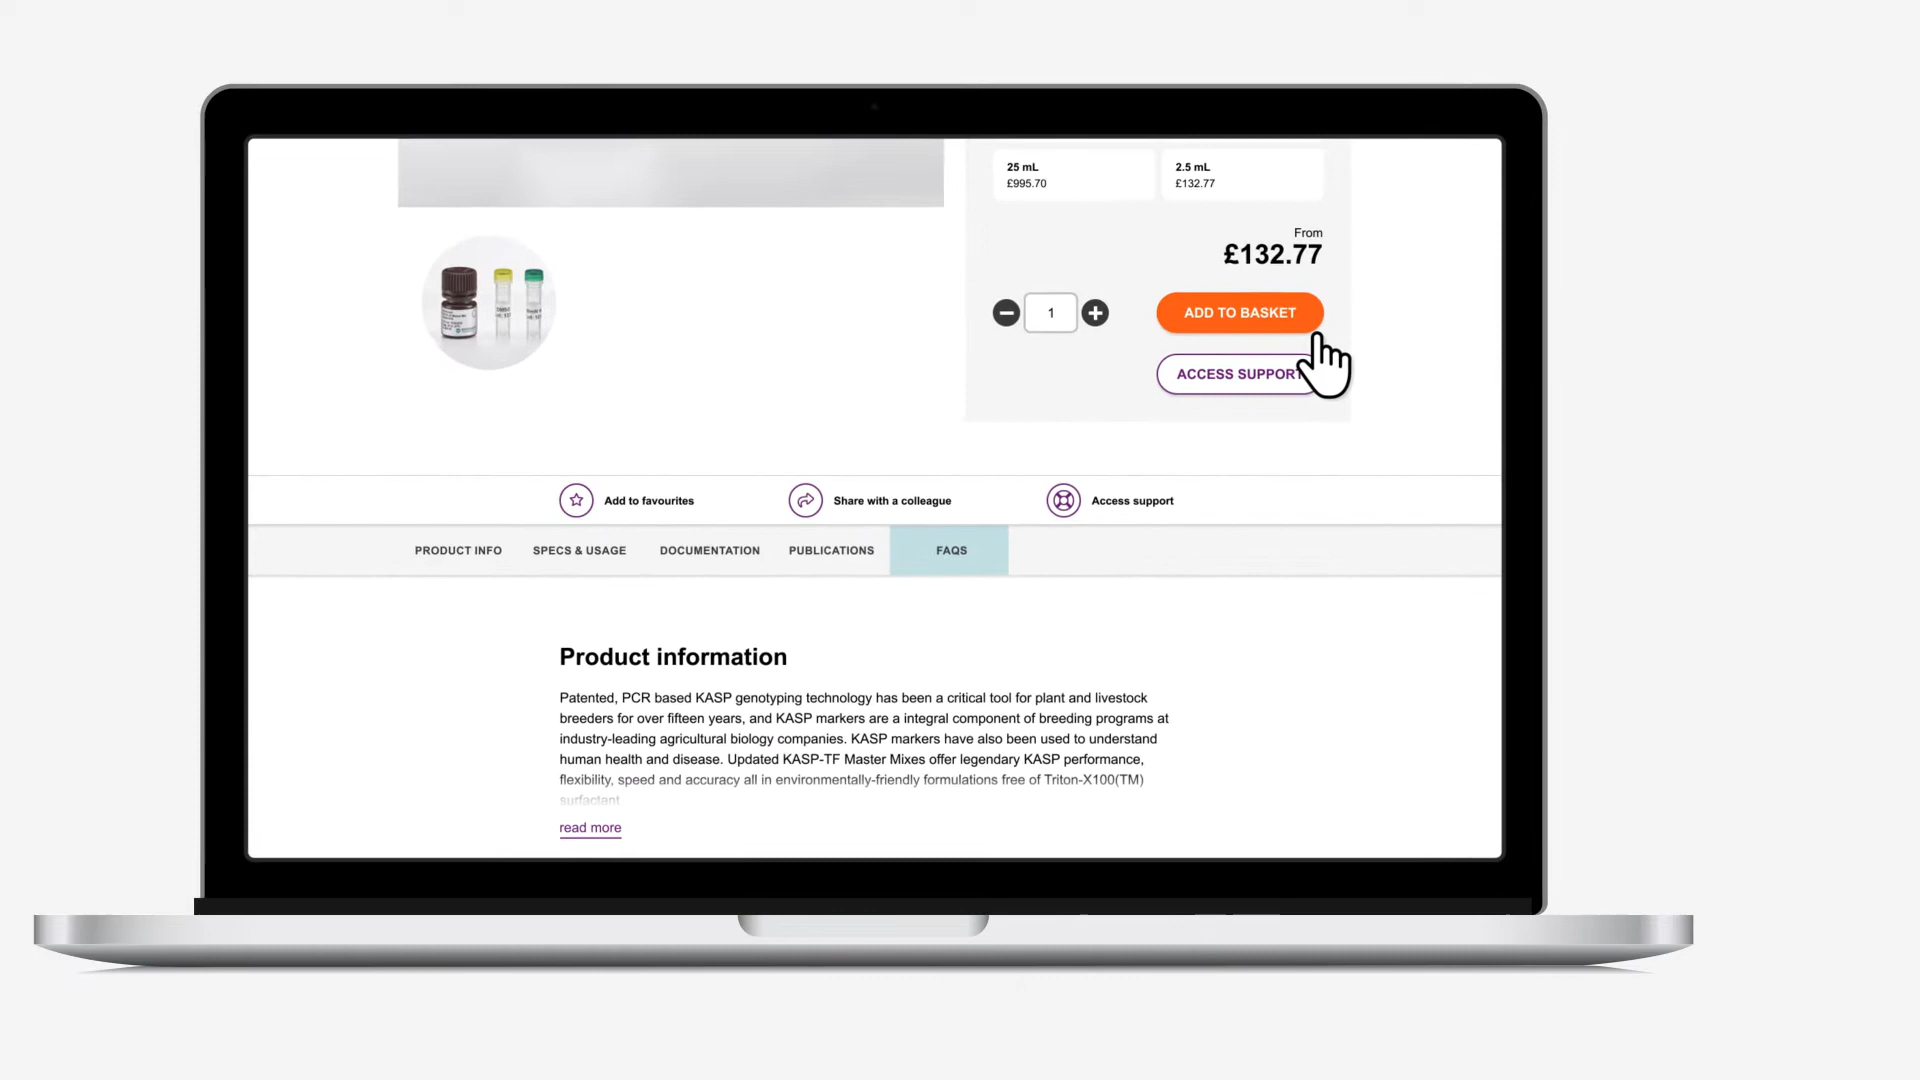 25 mL
£995.70
2.5 mL
£132.77
From
£132.77
1
ADD TO BASKET
ACCESS SUPPORT
Add to favourites
Share with a colleague
Access support
PRODUCT INFO
SPECS & USAGE
DOCUMENTATION
PUBLICATIONS
FAQS
Product information
Patented, PCR based KASP genotyping technology has been a critical tool for plant and livestock
breeders for over fifteen years, and KASP markers are a integral component of breeding programs at
industry-leading agricultural biology companies. KASP markers have also been used to understand
human health and disease. Updated KASP-TF Master Mixes offer legendary KASP performance,
flexibility, speed and accuracy all in environmentally-friendly formulations free of Triton-X100(TM)
surfactant
read more